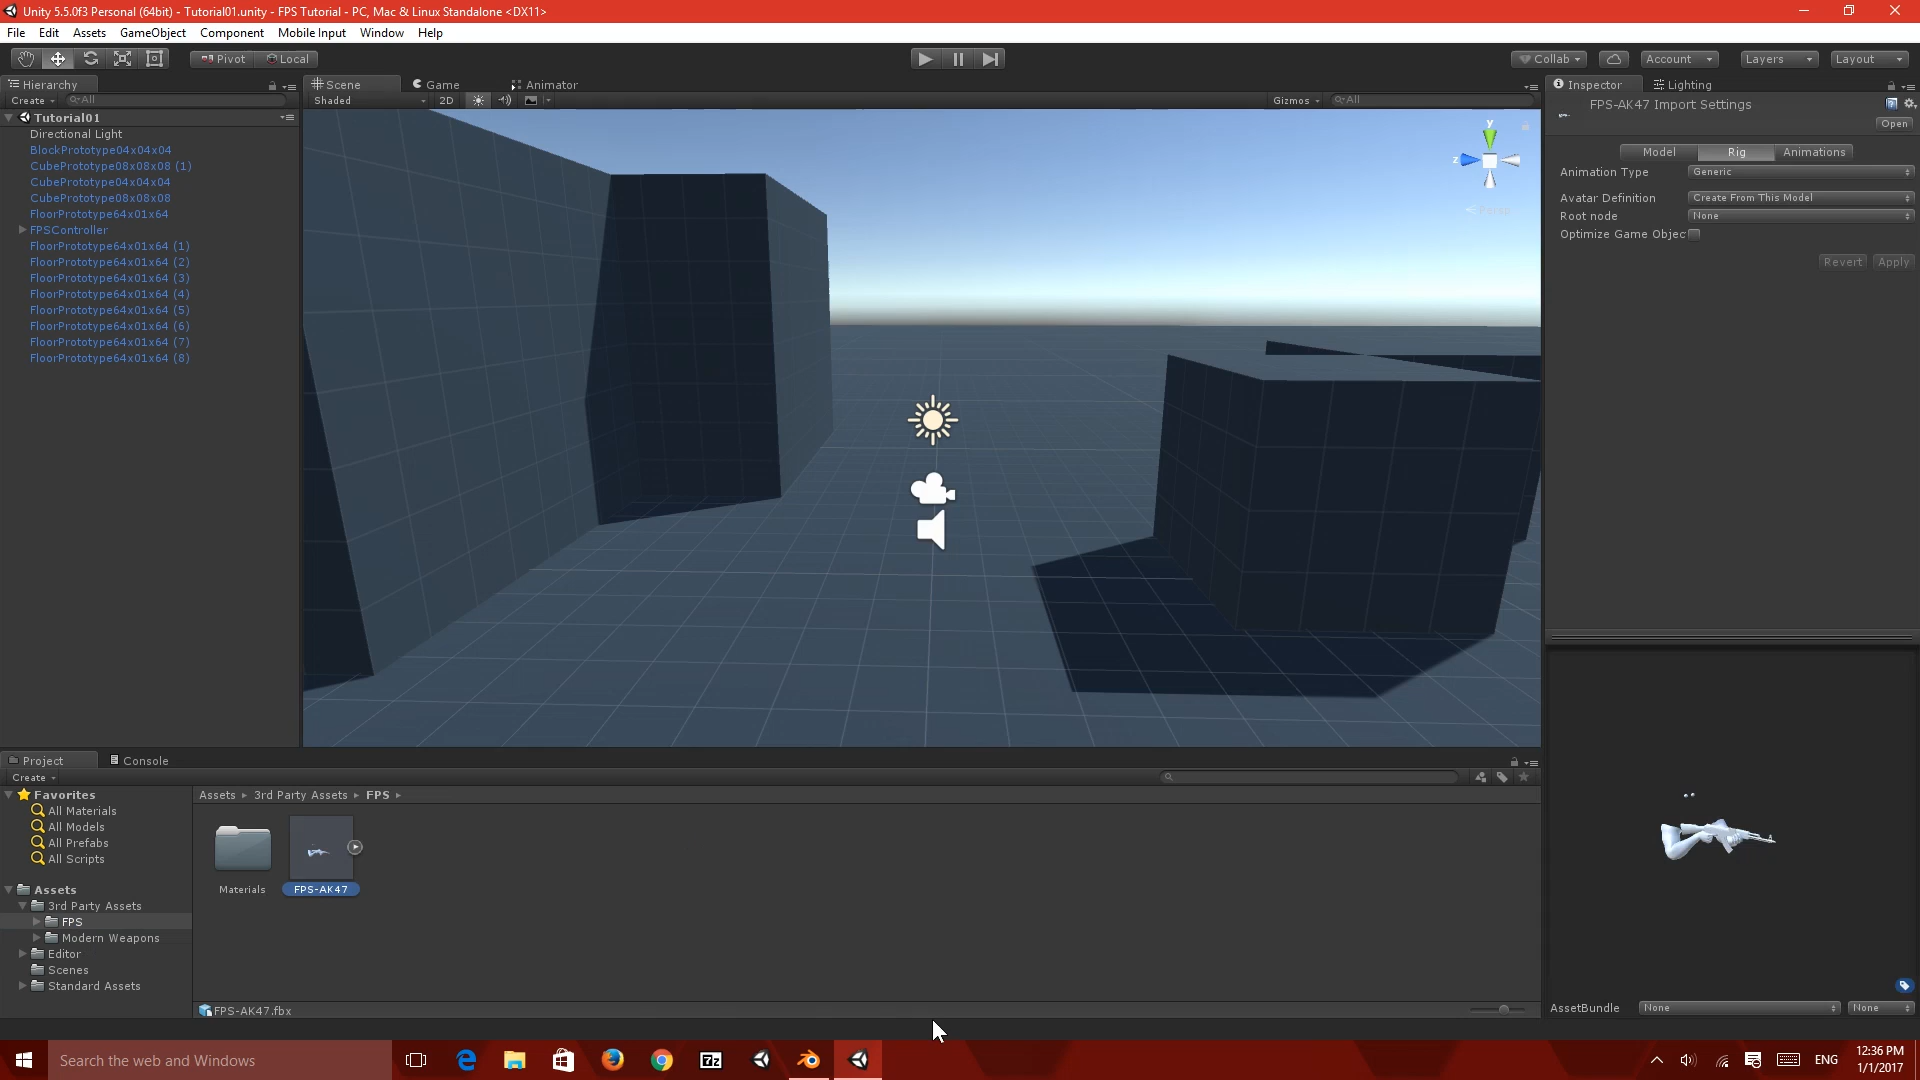 Unity 5.5.0f3 Personal (64bit) - Tutorial01.unity - FPS Tutorial - PC, Mac & Linux Standalone <DX11>
File Edit Assets GameObject Component Mobile Input Window Help
Pivot Local Collab Account Layers Layout
Hierarchy
Create All
Tutorial01
Directional Light
BlockPrototype04x04x04
CubePrototype08x08x08 (1)
CubePrototype04x04x04
CubePrototype08x08x08
FloorPrototype64x01x64
FPSController
FloorPrototype64x01x64 (1)
FloorPrototype64x01x64 (2)
FloorPrototype64x01x64 (3)
FloorPrototype64x01x64 (4)
FloorPrototype64x01x64 (5)
FloorPrototype64x01x64 (6)
FloorPrototype64x01x64 (7)
FloorPrototype64x01x64 (8)
Scene Game Animator
Shaded 2D Gizmos All
y
z
Persp
Inspector Lighting
FPS-AK47 Import Settings
Open
Model Rig Animations
Animation Type Generic
Avatar Definition Create From This Model
Root node None
Optimize Game Objec
Revert Apply
Project Console
Create
Favorites
All Materials
All Models
All Prefabs
All Scripts
Assets
3rd Party Assets
FPS
Modern Weapons
Editor
Scenes
Standard Assets
Assets 3rd Party Assets FPS
Materials FPS-AK47
FPS-AK47.fbx
AssetBundle None None
Search the web and Windows
7z
ENG
12:36 PM
1/1/2017